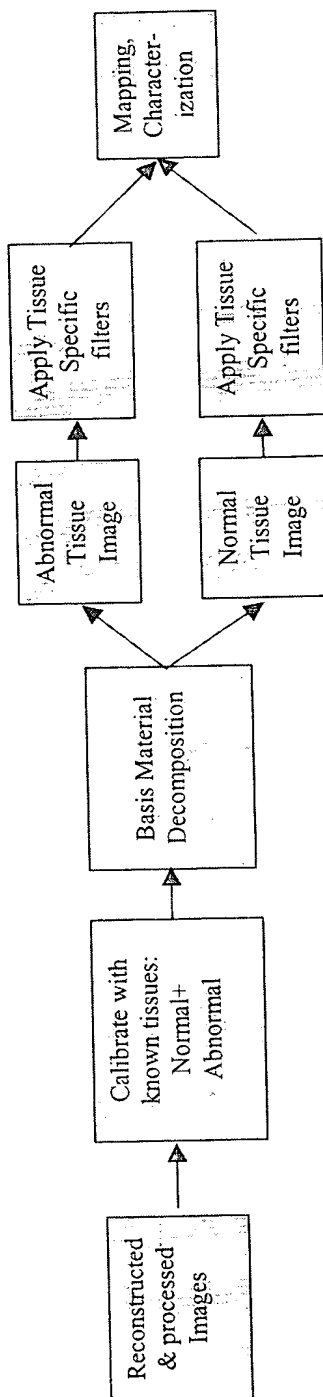 Reconstructed
& processed
Images
Calibrate with
known tissues:
Normal+
Abnormal
Basis Material
Decomposition
Abnormal
Tissue
Image
Apply Tissue
Specific
filters
Normal
Tissue
Image
Apply Tissue
Specific
filters
Mapping,
Character-
ization